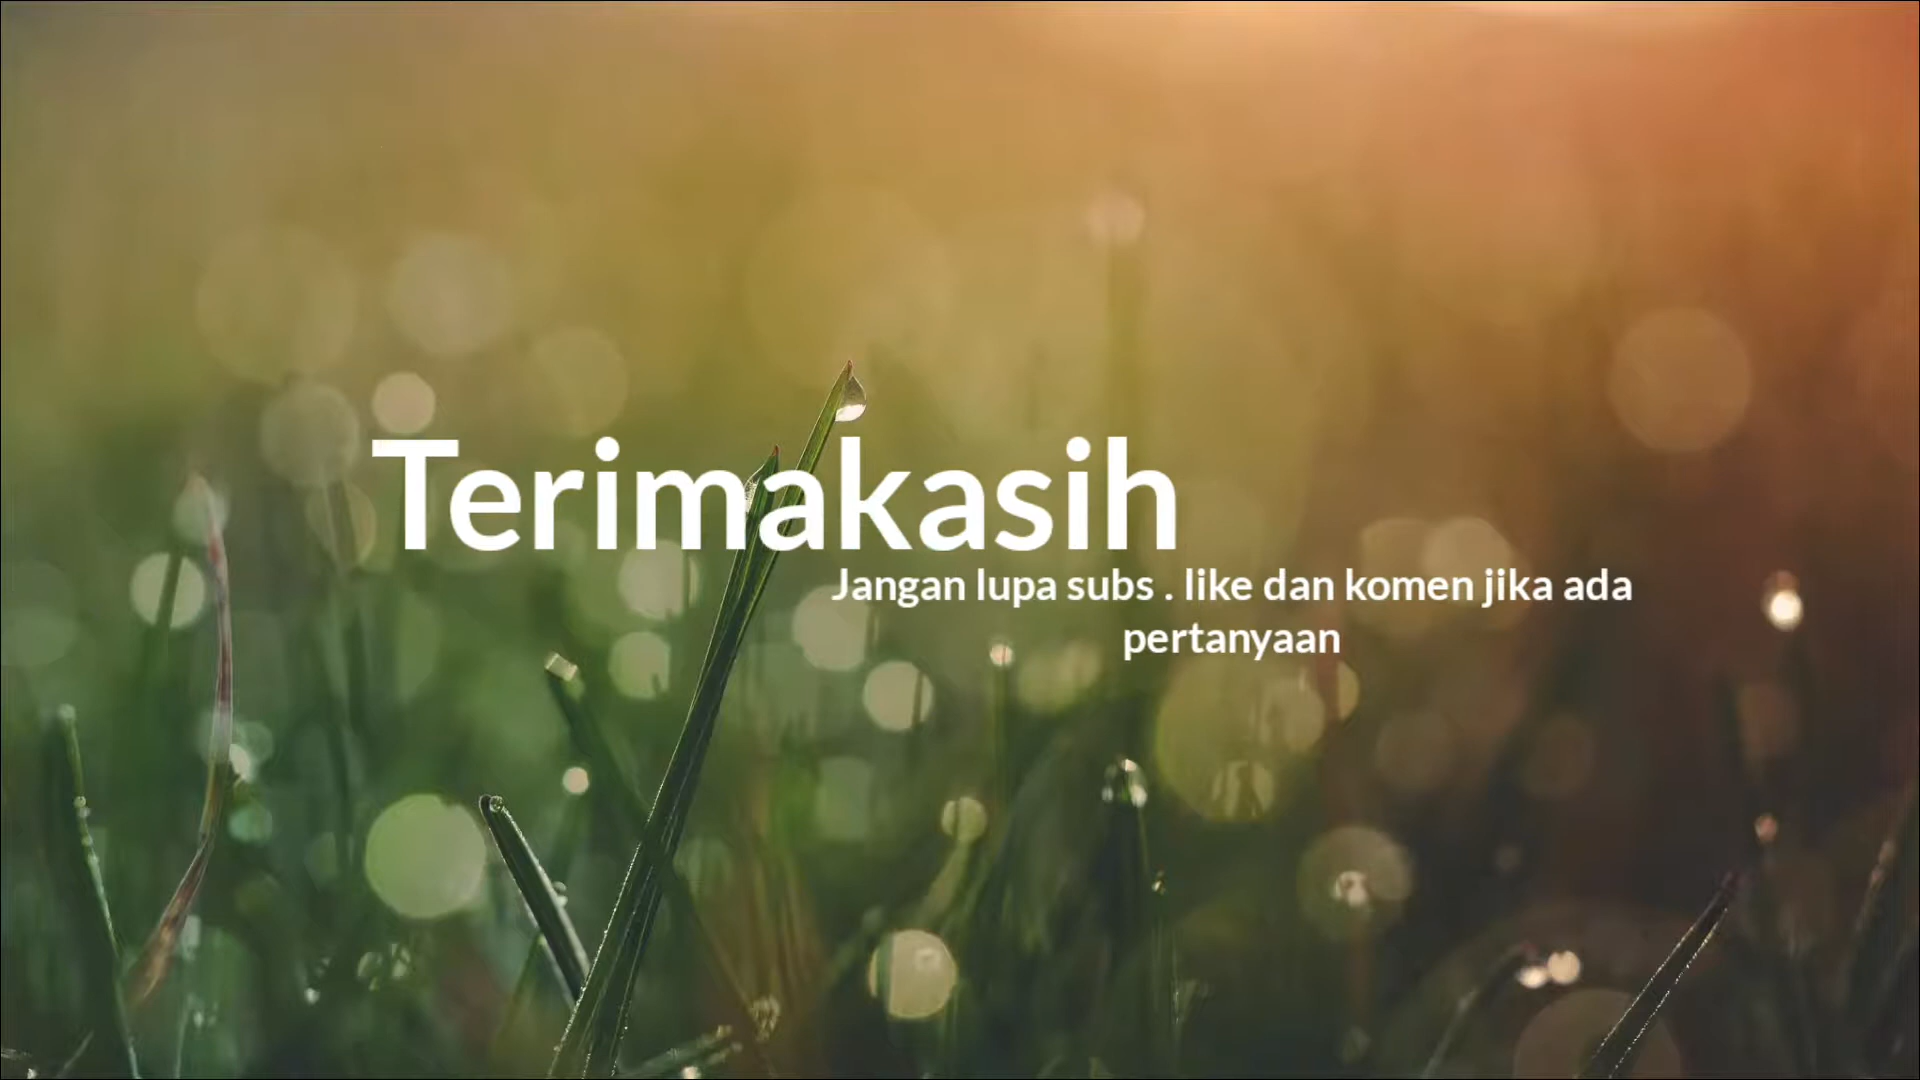 Terimakasih
Jangan lupa subs . like dan komen jika ada
pertanyaan